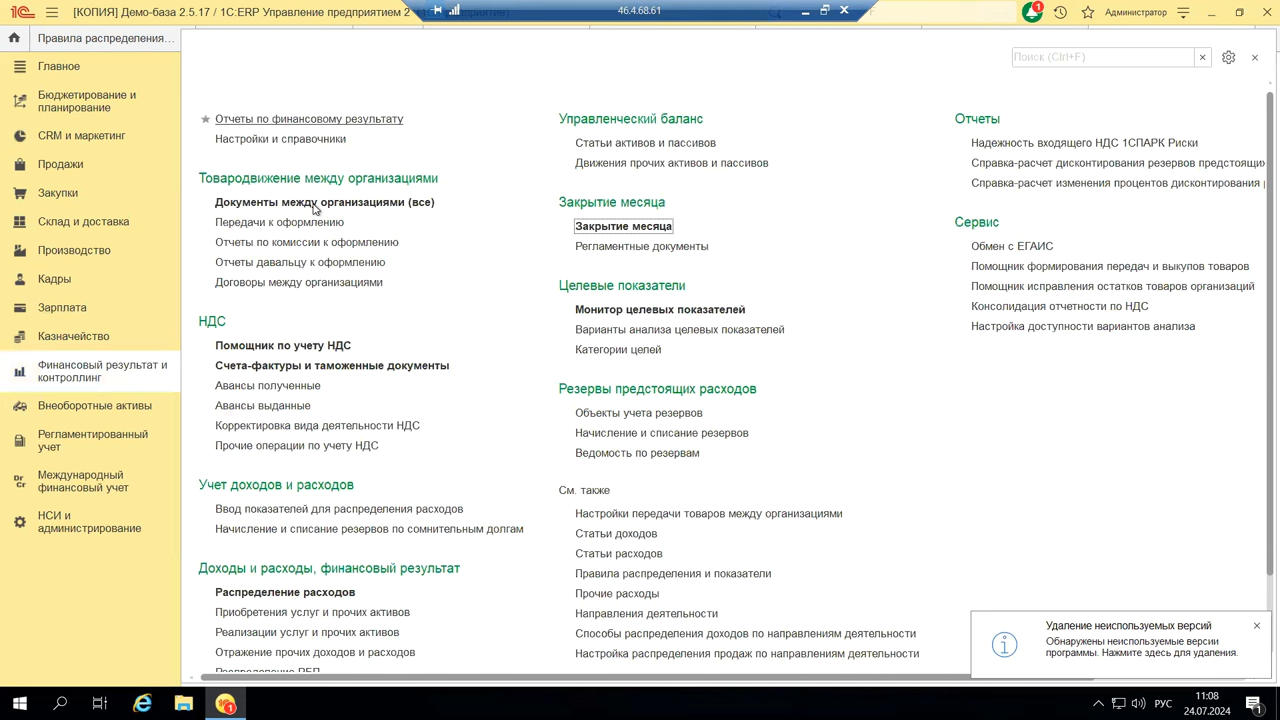 [КОПИЯ] Демо-база 2.5.17 / 1С:ERP Управление предприятием 2
46.4.68.61
1
Администратор
Правила распределения...
Поиск (Ctrl+F)
Главное
Бюджетирование и
планирование
CRM и маркетинг
Продажи
Закупки
Склад и доставка
Производство
Кадры
Зарплата
Казначейство
Финансовый результат и
контроллинг
Внеоборотные активы
Регламентированный
учет
Международный
финансовый учет
НСИ и
администрирование
Отчеты по финансовому результату
Настройки и справочники
Товародвижение между организациями
Документы между организациями (все)
Передачи к оформлению
Отчеты по комиссии к оформлению
Отчеты давальцу к оформлению
Договоры между организациями
НДС
Помощник по учету НДС
Счета-фактуры и таможенные документы
Авансы полученные
Авансы выданные
Корректировка вида деятельности НДС
Прочие операции по учету НДС
Учет доходов и расходов
Ввод показателей для распределения расходов
Начисление и списание резервов по сомнительным долгам
Доходы и расходы, финансовый результат
Распределение расходов
Приобретения услуг и прочих активов
Реализации услуг и прочих активов
Отражение прочих доходов и расходов
Управленческий баланс
Статьи активов и пассивов
Движения прочих активов и пассивов
Закрытие месяца
Закрытие месяца
Регламентные документы
Целевые показатели
Монитор целевых показателей
Варианты анализа целевых показателей
Категории целей
Резервы предстоящих расходов
Объекты учета резервов
Начисление и списание резервов
Ведомость по резервам
См. также
Настройки передачи товаров между организациями
Статьи доходов
Статьи расходов
Правила распределения и показатели
Прочие расходы
Направления деятельности
Способы распределения доходов по направлениям деятельности
Настройка распределения продаж по направлениям деятельности
Отчеты
Надежность входящего НДС 1СПАРК Риски
Справка-расчет дисконтирования резервов предстоящих
Справка-расчет изменения процентов дисконтирования
Сервис
Обмен с ЕГАИС
Помощник формирования передач и выкупов товаров
Помощник исправления остатков товаров организаций
Консолидация отчетности по НДС
Настройка доступности вариантов анализа
Удаление неиспользуемых версий
Обнаружены неиспользуемые версии
программы. Нажмите здесь для удаления.
РУС
11:08
24.07.2024
1